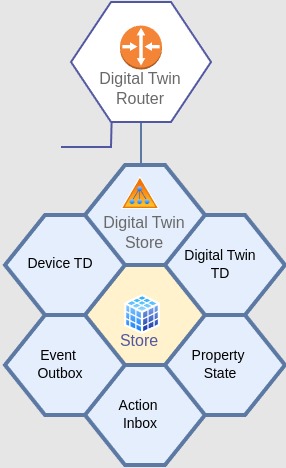 Digital Twin
Router
Digital Twin
Store
Device TD
Digital Twin
TD
Store
Event
Outbox
Property
State
Action
Inbox